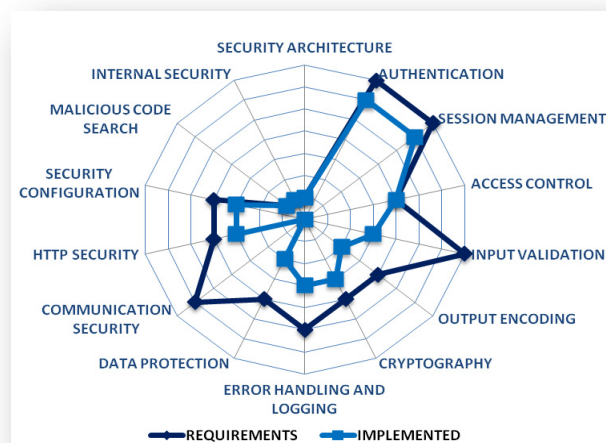 SECURITY ARCHITECTURE
INTERNAL SECURITY
AUTHENTICATION
MALICIOUS CODE
SEARCH
SESSION MANAGEMENT
SECURITY
CONFIGURATION
ACCESS CONTROL
HTTP SECURITY
INPUT VALIDATION
COMMUNICATION
SECURITY
OUTPUT ENCODING
DATA PROTECTION
CRYPTOGRAPHY
ERROR HANDLING AND
LOGGING
REQUIREMENTS
IMPLEMENTED